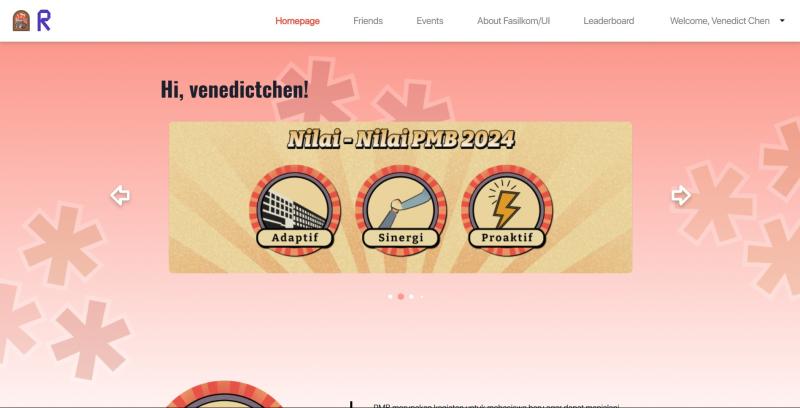 R
Homepage
Friends
Events
About Fasilkom/UI
Leaderboard
Welcome, Venedict Chen
Hi, venedictchen!
Nilai - Nilai PMB 2024
Adaptif
Sinergi
Proaktif
PMB merupakan kegiatan untuk mahasiswa baru agar dapat menjalani